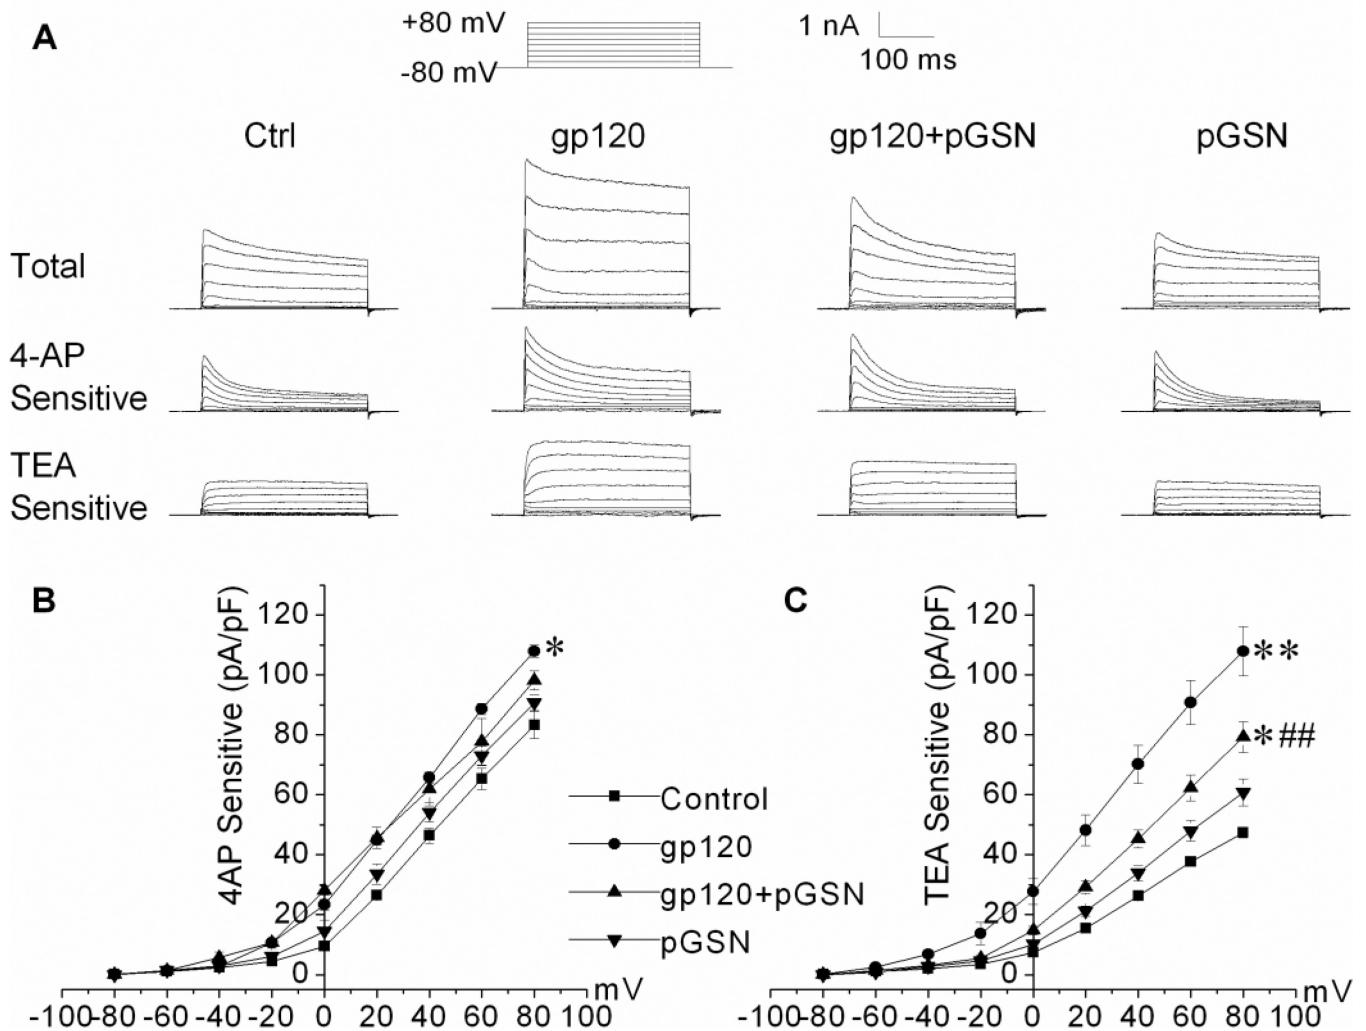 A
+80 mV
-80 mV
1 nA
100 ms
Ctrl
gp120
gp120+pGSN
pGSN
Total
4-AP
Sensitive
TEA
Sensitive
B
4AP Sensitive (pA/pF)
120
100
80
60
40
20
0
-100
-80
-60
-40
-20
0
20
40
60
80
100
mV
*
Control
gp120
gp120+pGSN
pGSN
C
TEA Sensitive (pA/pF)
120
100
80
60
40
20
0
-100
-80
-60
-40
-20
0
20
40
60
80
100
mV
**
*##